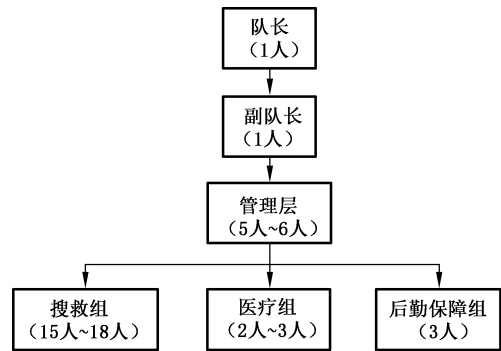 队长
（1人）
副队长
（1人）
管理层
（5人~6人）
搜救组
（15人~18人）
医疗组
（2人~3人）
后勤保障组
（3人）